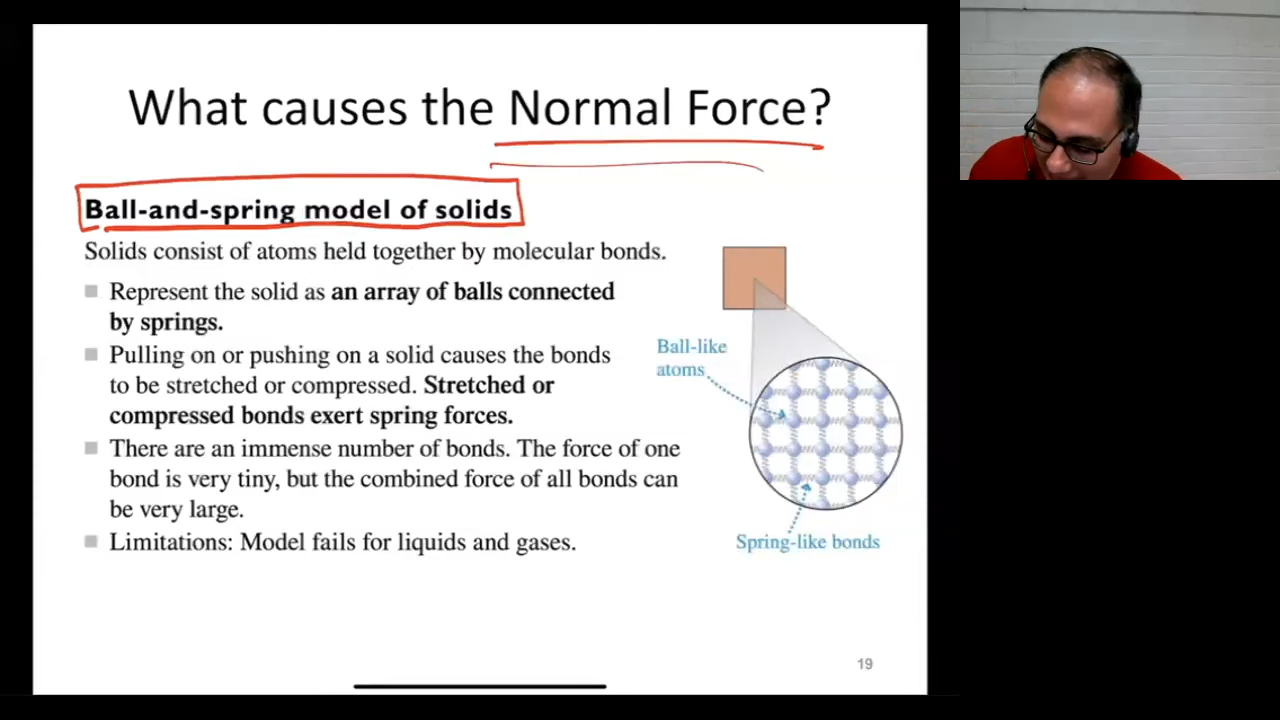 What causes the Normal Force?
Ball-and-spring model of solids
Solids consist of atoms held together by molecular bonds.
Represent the solid as an array of balls connected
by springs.
Pulling on or pushing on a solid causes the bonds
to be stretched or compressed. Stretched or
compressed bonds exert spring forces.
There are an immense number of bonds. The force of one
bond is very tiny, but the combined force of all bonds can
be very large.
Limitations: Model fails for liquids and gases.
Ball-like
atoms
Spring-like bonds
19